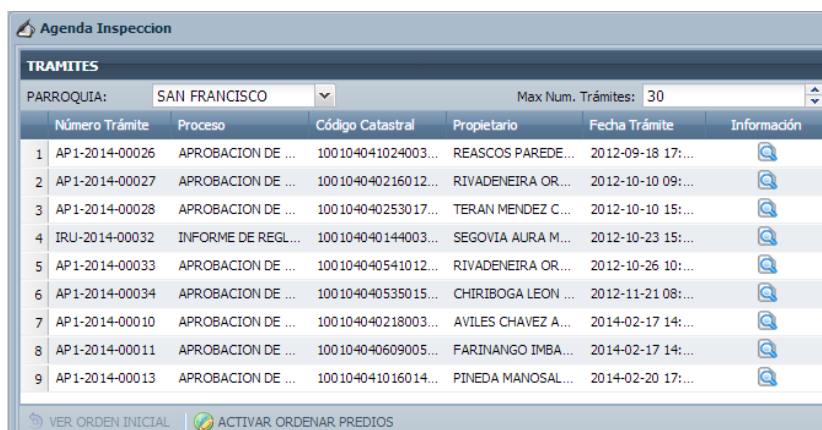 Agenda Inspeccion
TRAMITES
PARROQUIA: SAN FRANCISCO Max Num. Trámites: 30
Número Trámite Proceso Código Catastral Propietario Fecha Trámite Información
1 AP1-2014-00026 APROBACION DE ... 100104041024003... REASCOS PAREDE... 2012-09-18 17:...
2 AP1-2014-00027 APROBACION DE ... 100104040216012... RIVADENEIRA OR... 2012-10-10 09:...
3 AP1-2014-00028 APROBACION DE ... 100104040253017... TERAN MENDEZ C... 2012-10-10 15:...
4 IRU-2014-00032 INFORME DE REGL... 100104040144003... SEGOVIA AURA M... 2012-10-23 15:...
5 AP1-2014-00033 APROBACION DE ... 100104040541012... RIVADENEIRA OR... 2012-10-26 10:...
6 AP1-2014-00034 APROBACION DE ... 100104040535015... CHIRIBOGA LEON ... 2012-11-21 08:...
7 AP1-2014-00010 APROBACION DE ... 100104040218003... AVILES CHAVEZ A... 2014-02-17 14:...
8 AP1-2014-00011 APROBACION DE ... 100104040609005... FARINANGO IMBA... 2014-02-17 14:...
9 AP1-2014-00013 APROBACION DE ... 100104041016014... PINEDA MANOSAL... 2014-02-20 17:...
VER ORDEN INICIAL ACTIVAR ORDENAR PREDIOS